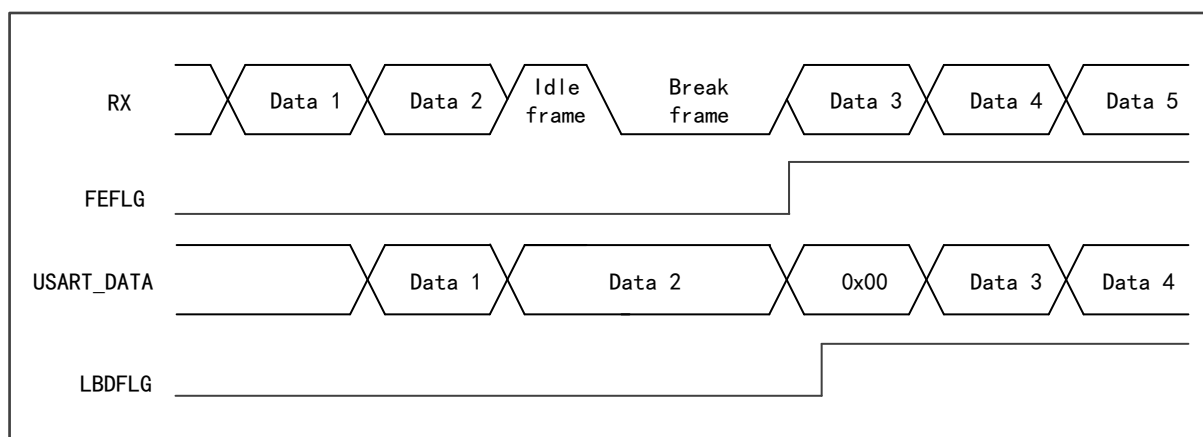 RX
Data 1
Data 2
Idle
frame
Break
frame
Data 3
Data 4
Data 5
FEFLG
USART_DATA
Data 1
Data 2
0x00
Data 3
Data 4
LBDFLG